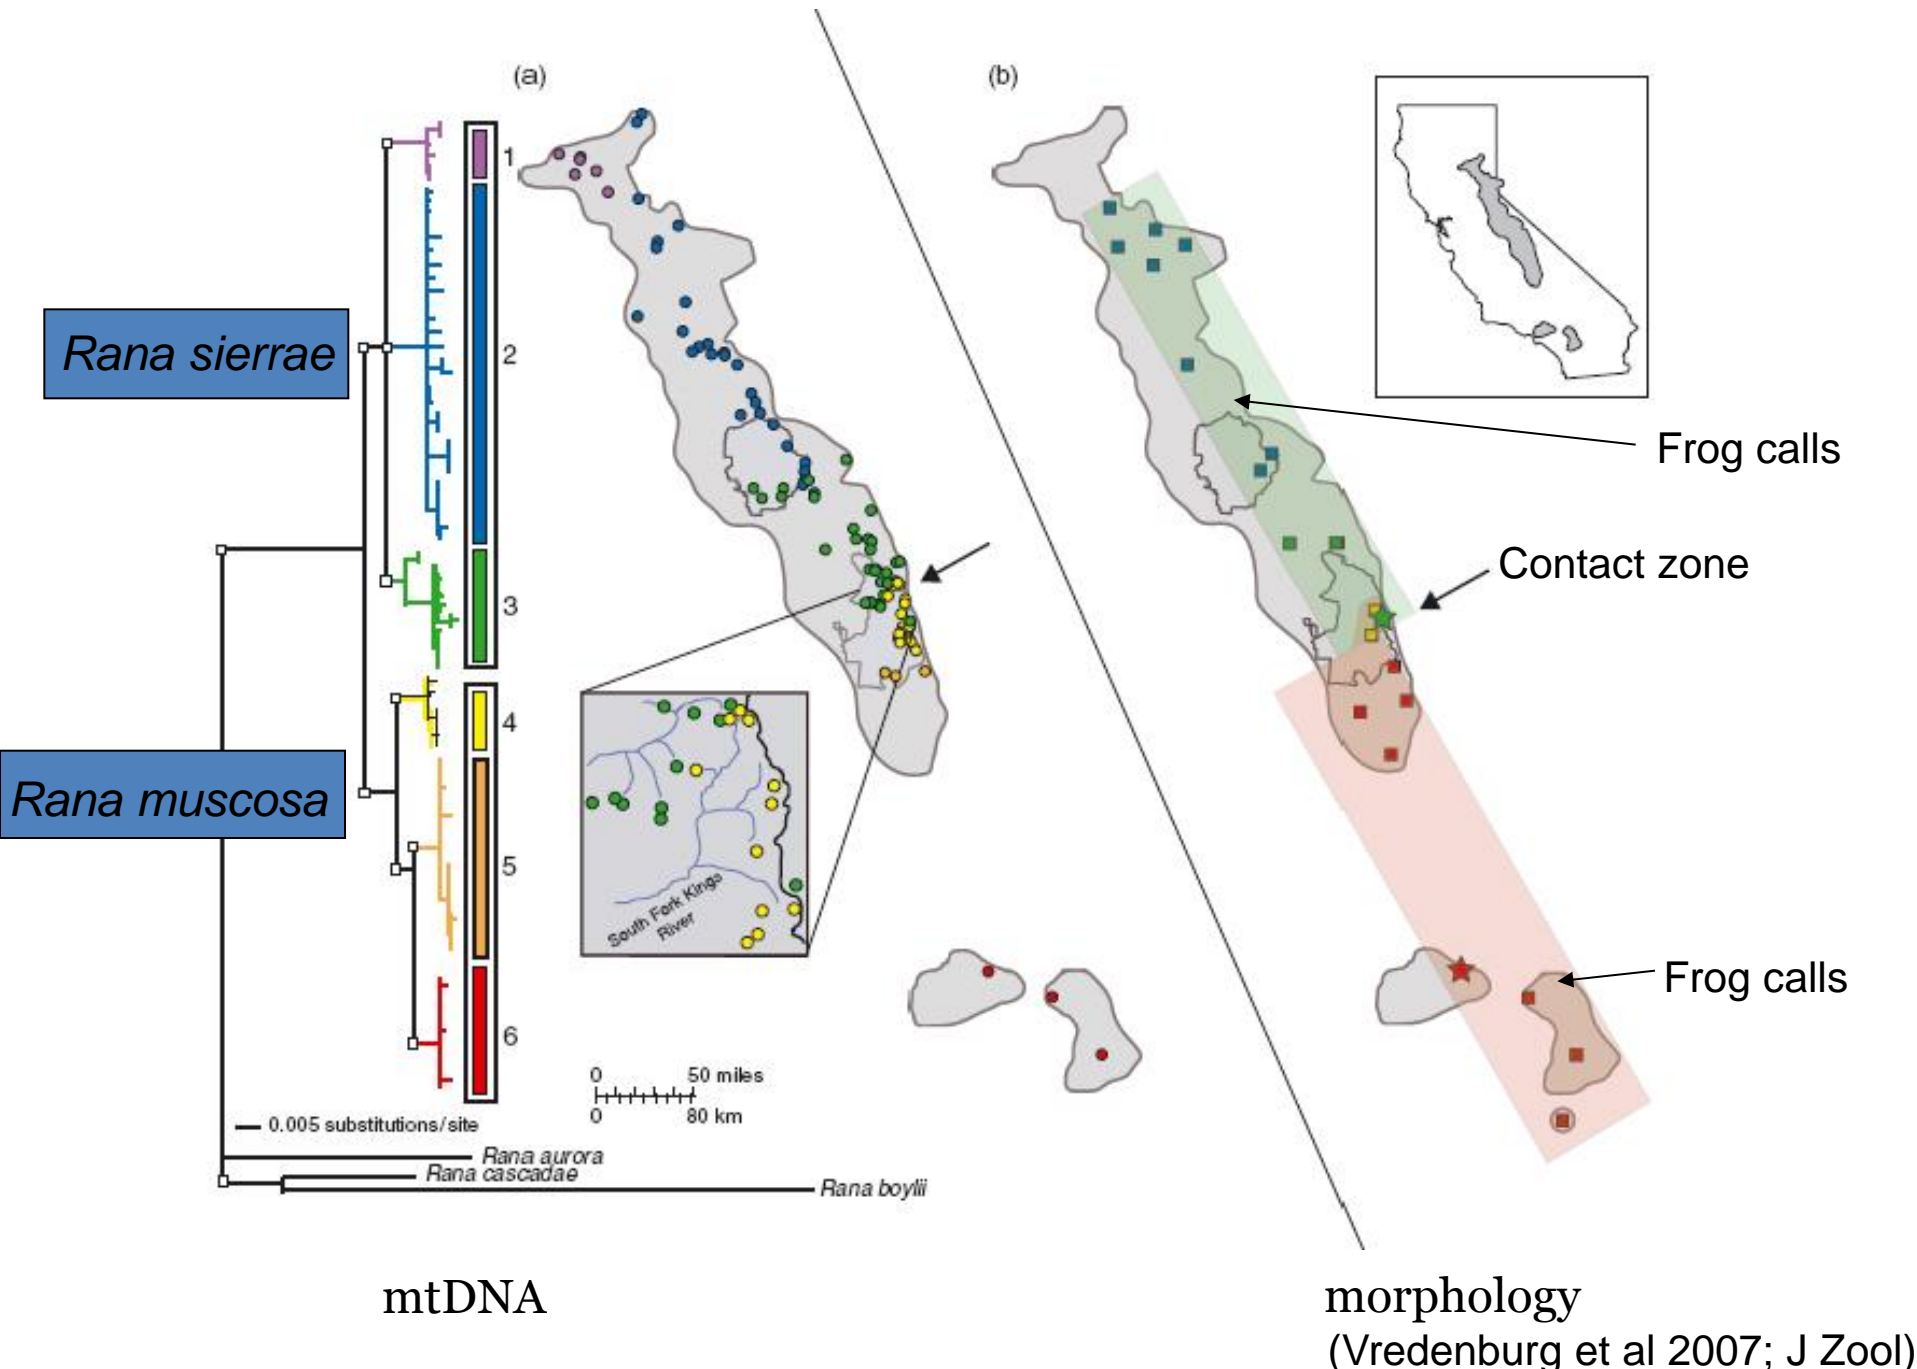 (a)
(b)
1
Rana sierrae
2
Frog calls
Contact zone
3
4
Rana muscosa
5
South Fork Kings
River
Frog calls
6
0 50 miles
0 80 km
0.005 substitutions/site
Rana aurora
Rana cascadae
Rana boylii
mtDNA
morphology
(Vredenburg et al 2007; J Zool)